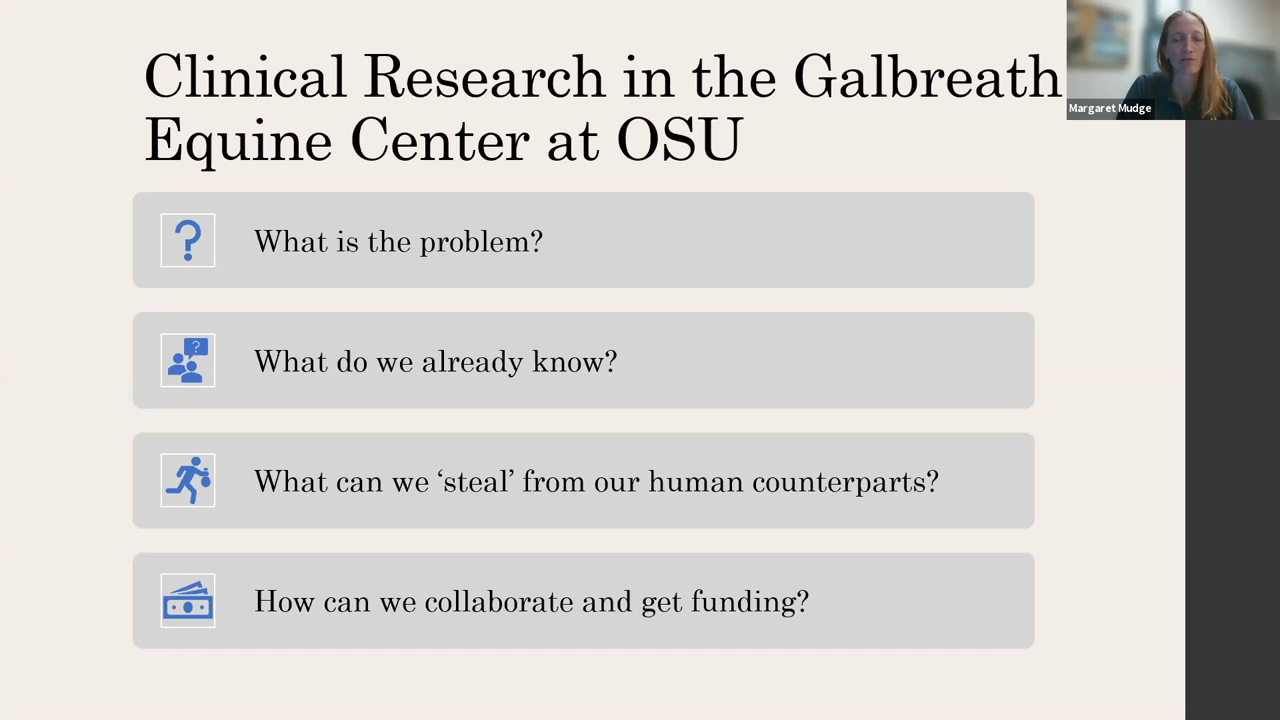 Clinical Research in the Galbreath
Equine Center at OSU
Margaret Mudge
What is the problem?
?
What do we already know?
What can we ‘steal’ from our human counterparts?
How can we collaborate and get funding?